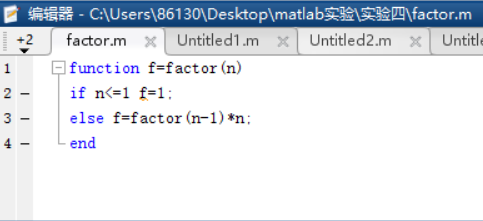 编辑器 - C:\Users\86130\Desktop\matlab实验\实验四\factor.m
+2 factor.m Untitled1.m Untitled2.m Untitle
1 function f=factor(n)
2 – if n<=1 f=1;
3 – else f=factor(n-1)*n;
4 – end